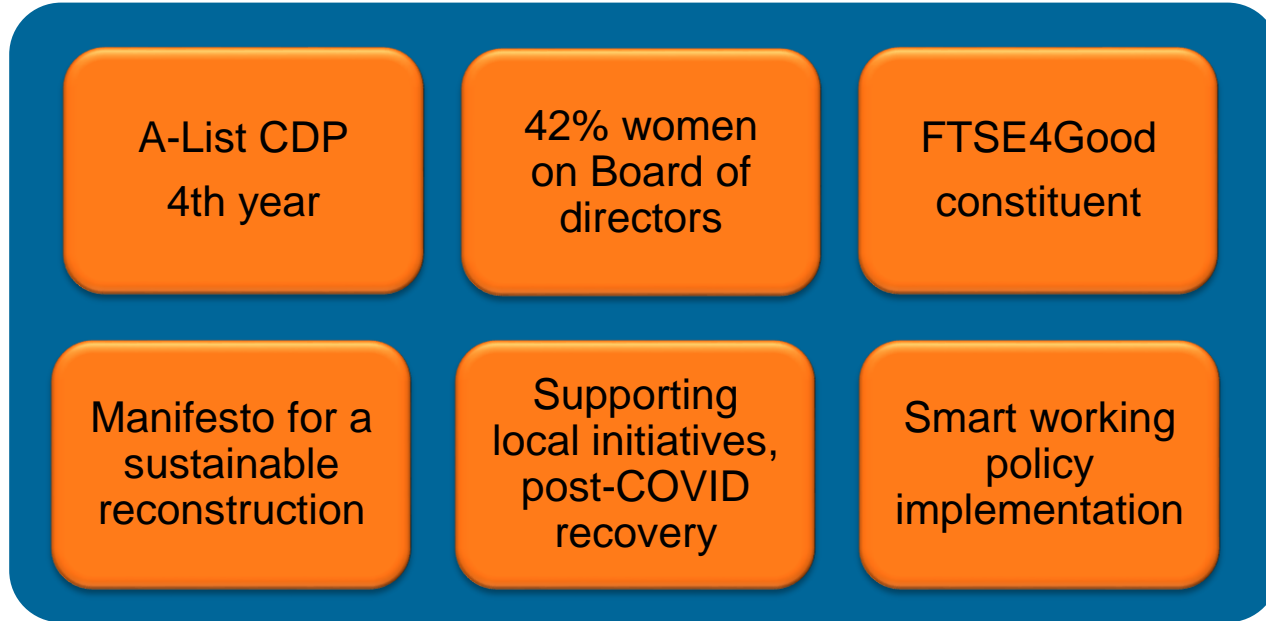 A-List CDP
4th year
42% women
on Board of
directors
FTSE4Good
constituent
Manifesto for a
sustainable
reconstruction
Supporting
local initiatives,
post-COVID
recovery
Smart working
policy
implementation